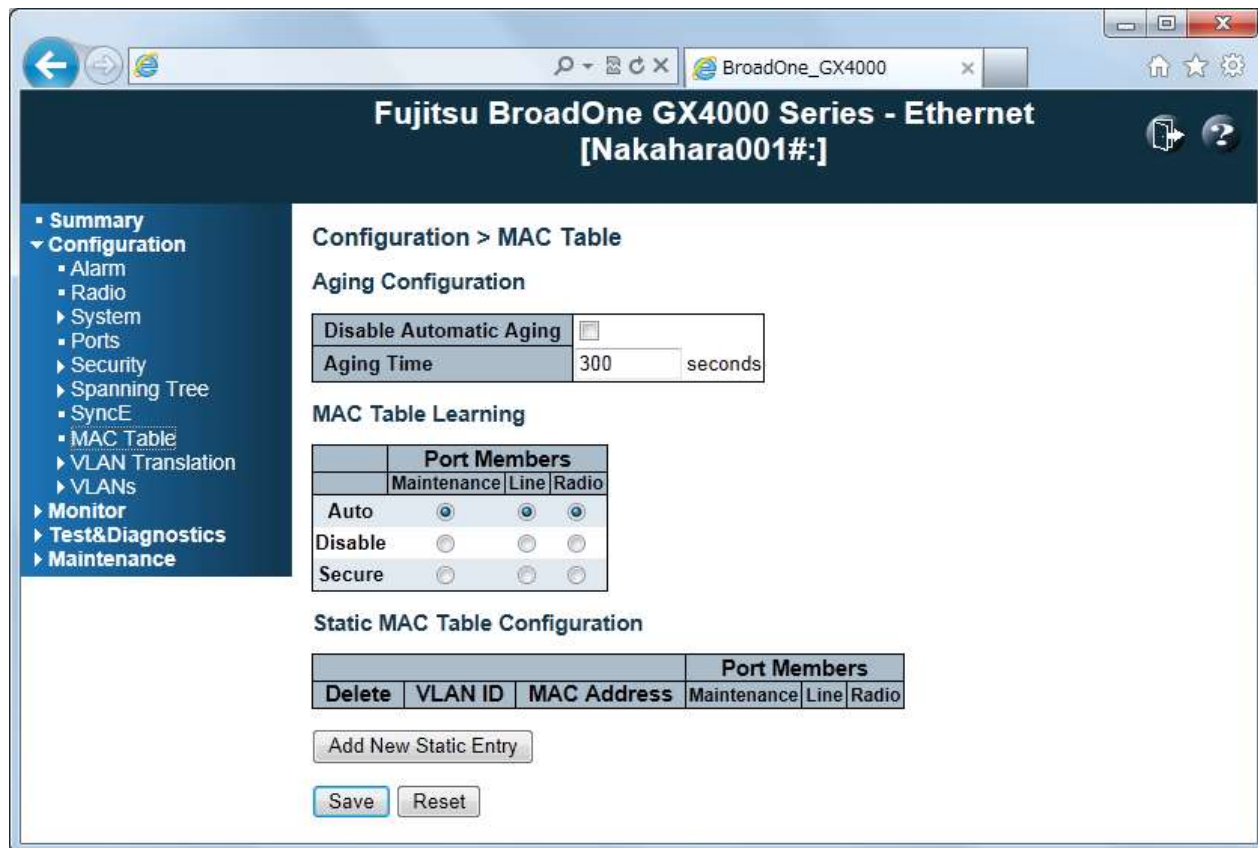 BroadOne_GX4000
Fujitsu BroadOne GX4000 Series - Ethernet
[Nakahara001#:]
Summary
Configuration
Alarm
Radio
System
Ports
Security
Spanning Tree
SyncE
MAC Table
VLAN Translation
VLANs
Monitor
Test&Diagnostics
Maintenance
Configuration > MAC Table
Aging Configuration
Disable Automatic Aging
Aging Time 300 seconds
MAC Table Learning
Port Members
Maintenance Line Radio
Auto
Disable
Secure
Static MAC Table Configuration
Port Members
Delete VLAN ID MAC Address Maintenance Line Radio
Add New Static Entry
Save Reset